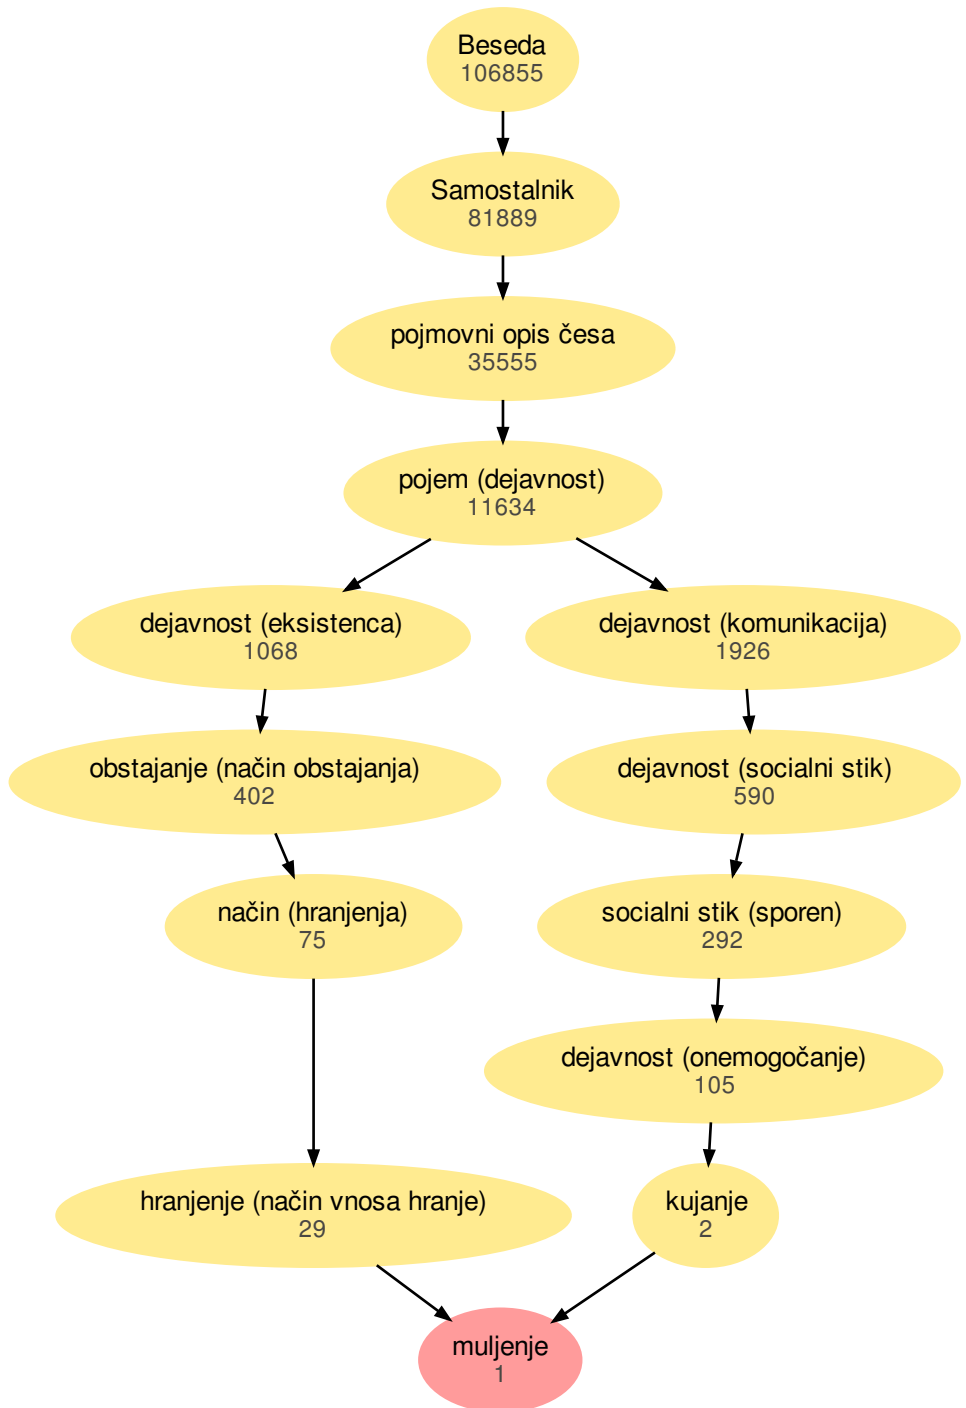 Beseda
106855
Samostalnik
81889
pojmovni opis česa
35555
pojem (dejavnost)
11634
dejavnost (eksistenca)
1068
dejavnost (komunikacija)
1926
obstajanje (način obstajanja)
402
dejavnost (socialni stik)
590
način (hranjenja)
75
socialni stik (sporen)
292
dejavnost (onemogočanje)
105
hranjenje (način vnosa hranje)
29
kujanje
2
muljenje
1